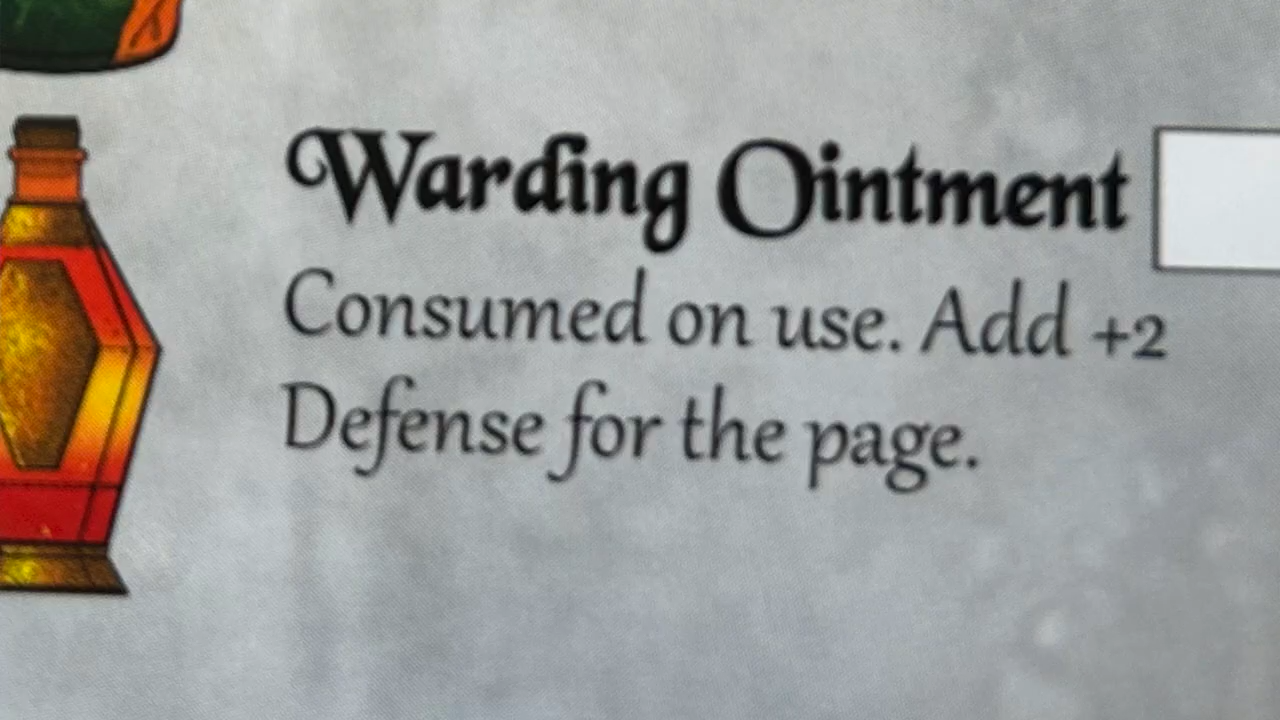 Warding Ointment
Consumed on use. Add +2
Defense for the page.